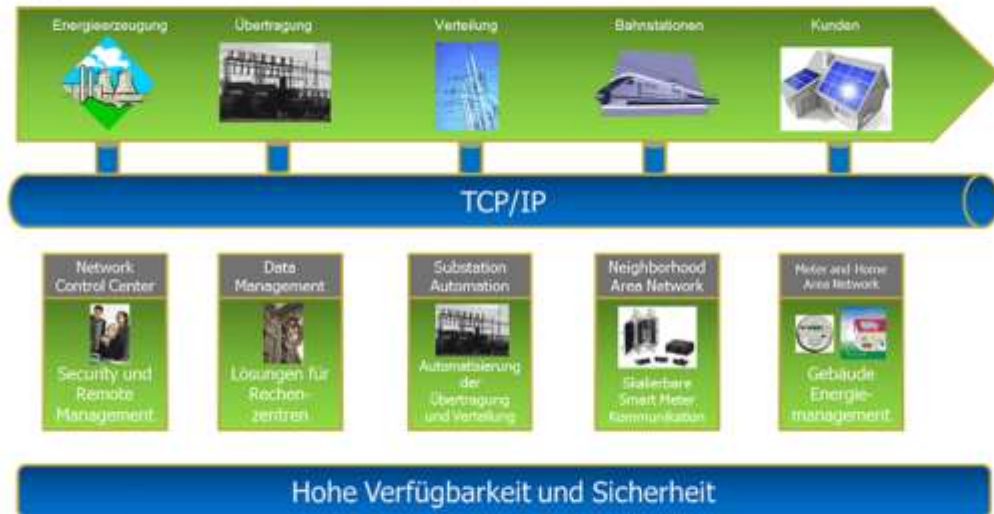 Energieerzeugung
Übertragung
Verteilung
Bahnstationen
Kunden
TCP/IP
Network
Control Center
Security und
Remote
Management
Data
Management
Lösungen für
Rechen-
zentren
Substation
Automation
Automatisierung
der
Übertragung
und Verteilung
Neighborhood
Area Network
Skalierbare
Smart Meter
Kommunikation
Meter and Home
Area Network
Gebäude
Energie-
management
Hohe Verfügbarkeit und Sicherheit